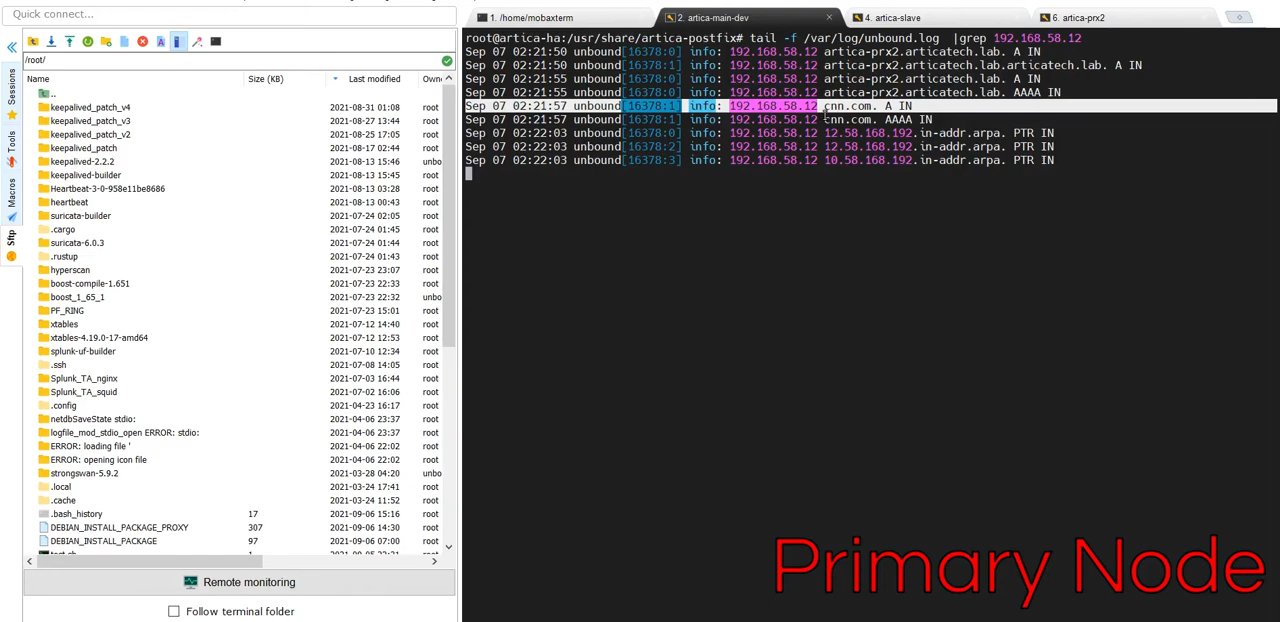 Quick connect...
1. /home/mobaxterm
2. artica-main-dev
4. artica-slave
6. artica-prx2
/root/
Name Size (KB) Last modified Owne
..
keepalived_patch_v4 2021-08-31 01:08 root
keepalived_patch_v3 2021-08-27 13:44 root
keepalived_patch_v2 2021-08-25 17:05 root
keepalived_patch 2021-08-13 15:48 root
keepalived-2.2.2 2021-08-13 15:46 unbo
keepalived-builder 2021-08-13 15:45 root
Heartbeat-3-0-958e11be8686 2021-08-13 03:28 root
heartbeat 2021-08-13 00:43 root
suricata-builder 2021-07-24 02:05 root
.cargo 2021-07-24 01:45 root
suricata-6.0.3 2021-07-24 01:44 root
.rustup 2021-07-24 01:43 root
hyperscan 2021-07-23 23:07 root
boost-compile-1.651 2021-07-23 22:33 root
boost_1_65_1 2021-07-23 22:32 unbo
PF_RING 2021-07-23 15:01 root
xtables 2021-07-12 14:40 root
xtables-4.19.0-17-amd64 2021-07-12 12:53 root
splunk-uf-builder 2021-07-10 12:34 root
.ssh 2021-07-08 14:05 root
Splunk_TA_nginx 2021-07-03 16:44 root
Splunk_TA_squid 2021-07-02 16:06 root
.config 2021-04-23 16:17 root
netdbSaveState stdio: 2021-04-06 23:37 root
logfile_mod_stdio_open ERROR: stdio: 2021-04-06 23:37 root
ERROR: loading file ' 2021-04-06 22:02 root
ERROR: opening icon file 2021-04-06 22:02 root
strongswan-5.9.2 2021-03-28 04:20 unbo
.local 2021-03-24 17:41 root
.cache 2021-03-24 11:52 root
.bash_history 17 2021-09-06 15:16 root
DEBIAN_INSTALL_PACKAGE_PROXY 307 2021-09-06 14:30 root
DEBIAN_INSTALL_PACKAGE 97 2021-09-06 07:00 root
Remote monitoring
Follow terminal folder
Sessions
Tools
Macros
Sftp
root@artica-ha:/usr/share/artica-postfix# tail -f /var/log/unbound.log |grep 192.168.58.12
Sep 07 02:21:50 unbound[16378:0] info: 192.168.58.12 artica-prx2.articatech.lab. A IN
Sep 07 02:21:50 unbound[16378:1] info: 192.168.58.12 artica-prx2.articatech.lab.articatech.lab. A IN
Sep 07 02:21:55 unbound[16378:0] info: 192.168.58.12 artica-prx2.articatech.lab. A IN
Sep 07 02:21:55 unbound[16378:0] info: 192.168.58.12 artica-prx2.articatech.lab. AAAA IN
Sep 07 02:21:57 unbound[16378:1] info: 192.168.58.12 cnn.com. A IN
Sep 07 02:21:57 unbound[16378:1] info: 192.168.58.12 cnn.com. AAAA IN
Sep 07 02:22:03 unbound[16378:0] info: 192.168.58.12 12.58.168.192.in-addr.arpa. PTR IN
Sep 07 02:22:03 unbound[16378:2] info: 192.168.58.12 12.58.168.192.in-addr.arpa. PTR IN
Sep 07 02:22:03 unbound[16378:3] info: 192.168.58.12 10.58.168.192.in-addr.arpa. PTR IN
Primary Node